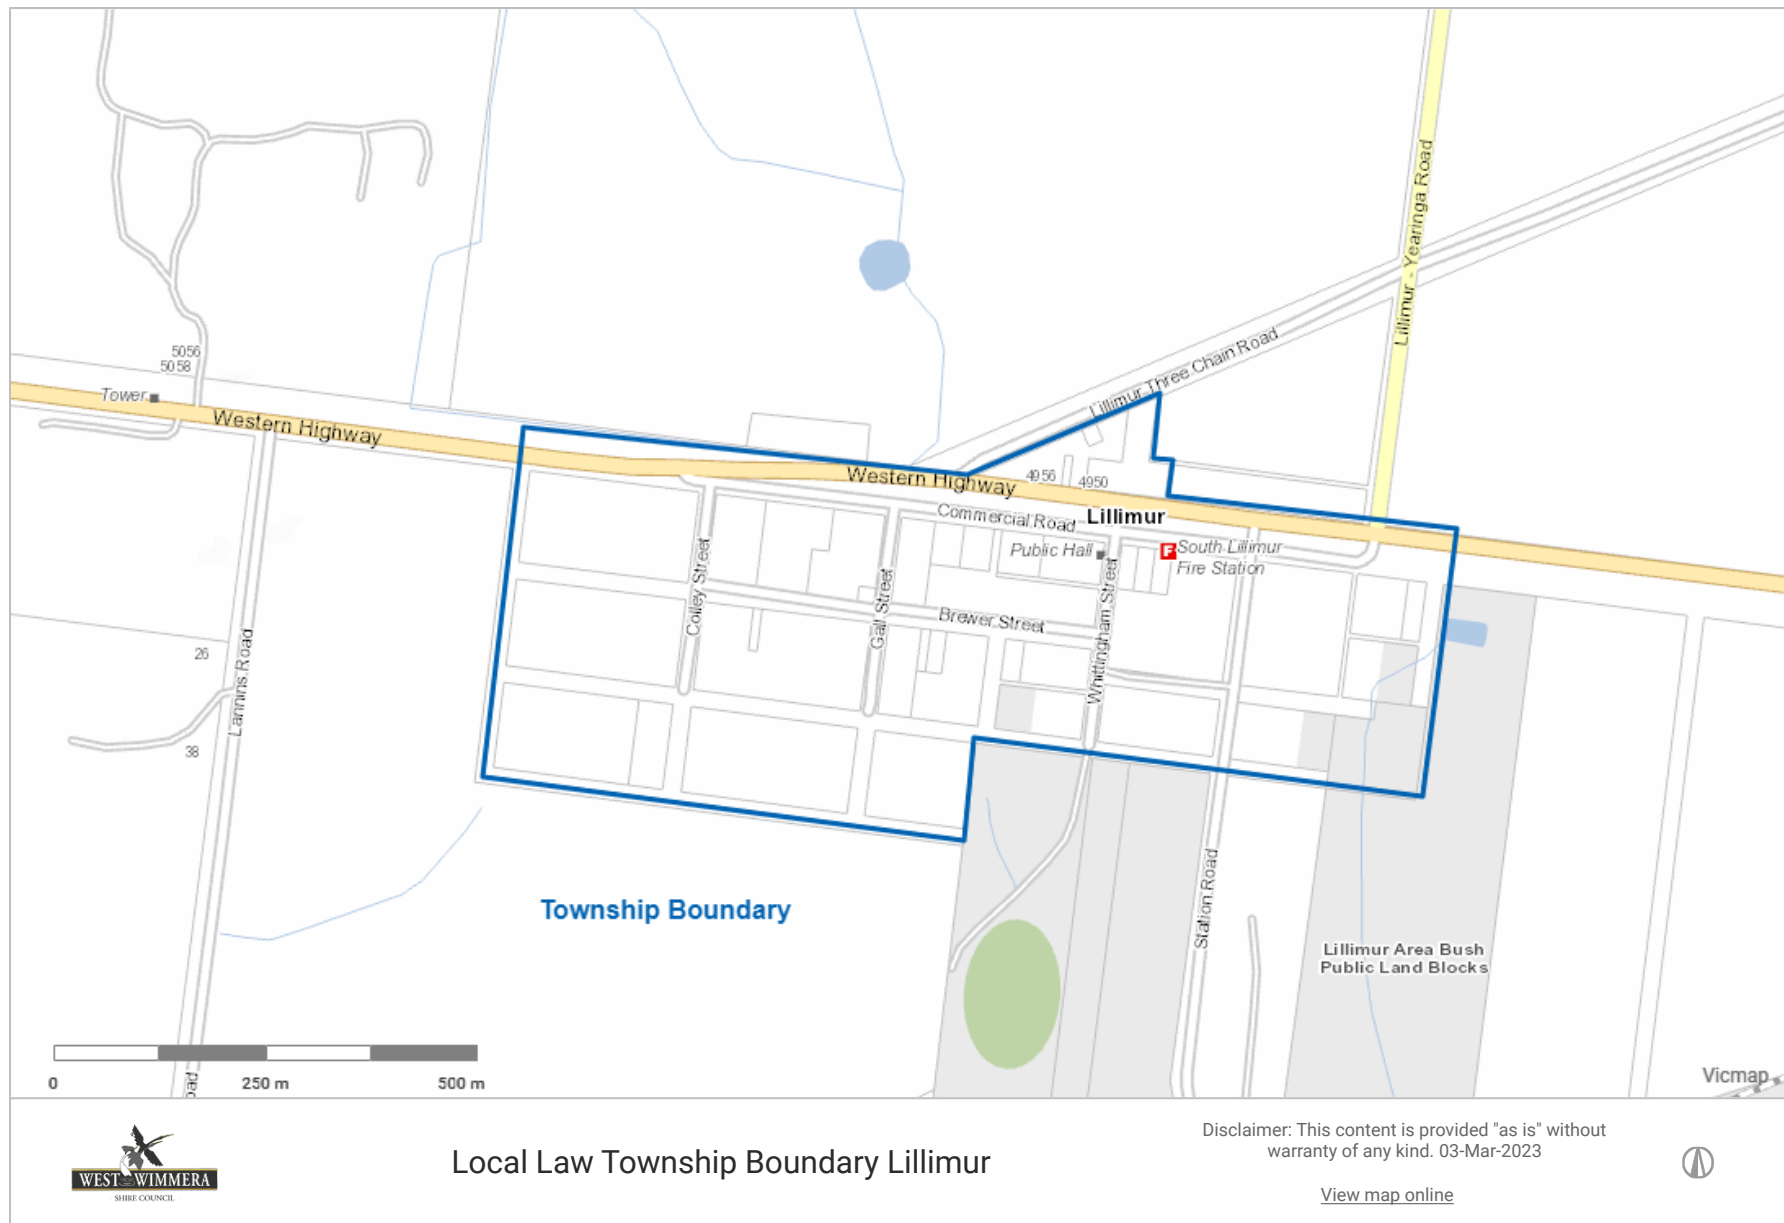 Lillimur - Yearinga Road
Lillimur Three Chain Road
5056
5058
Tower
Western Highway
Western Highway
4956
4950
Commercial Road
Lillimur
Public Hall
F
South Lillimur
Fire Station
Colley Street
Gall Street
Brewer Street
Whittingham Street
26
Lannins Road
38
Township Boundary
Station Road
Lillimur Area Bush
Public Land Blocks
0
250 m
500 m
oad
Vicmap
WEST WIMMERA
SHIRE COUNCIL
Local Law Township Boundary Lillimur
Disclaimer: This content is provided "as is" without
warranty of any kind. 03-Mar-2023
View map online